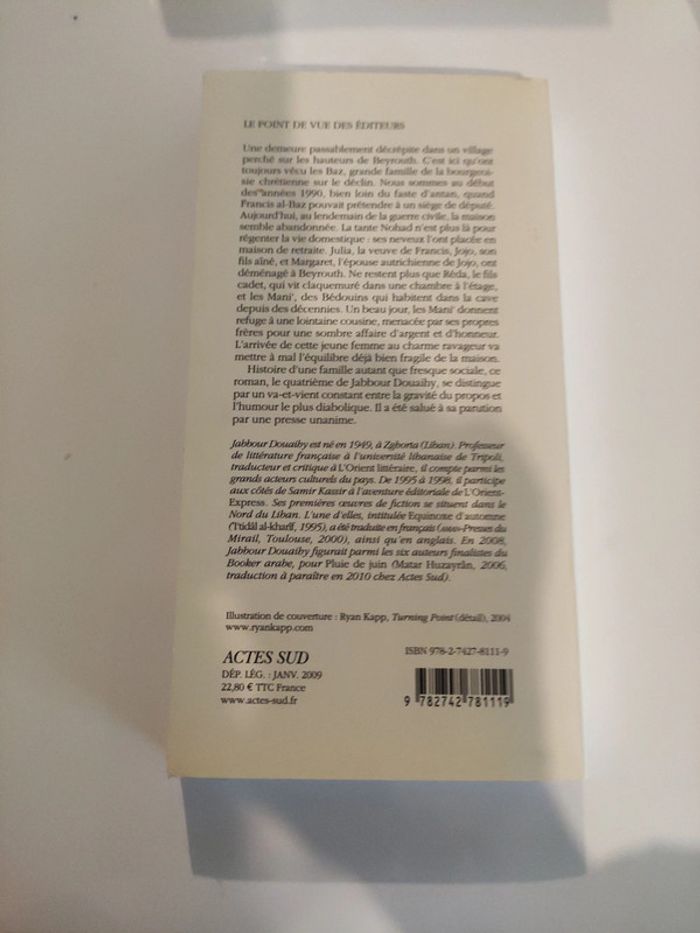 LE POINT DE VUE DES ÉDITEURS
Une demeure passablement décrépite dans un village
perché sur les hauteurs de Beyrouth. C'est ici qu'ont
toujours vécu les Baz, grande famille de la bourgeoi-
sie chrétienne sur le déclin. Nous sommes au début
des années 1990, bien loin du faste d'antan, quand
Francis al-Baz pouvait prétendre à un siège de député.
Aujourd'hui, au lendemain de la guerre civile, la maison
semble abandonnée. La tante Nohad n'est plus là pour
régenter la vie domestique : ses neveux l'ont placée en
maison de retraite. Julia, la veuve de Francis, Jojo, son
fils aîné, et Margaret, l'épouse autrichienne de Jojo, ont
déménagé à Beyrouth. Ne restent plus que Réda, le fils
cadet, qui vit claquemuré dans une chambre à l'étage,
et les Mani', des Bédouins qui habitent dans la cave
depuis des décennies. Un beau jour, les Mani' donnent
refuge à une lointaine cousine, menacée par ses propres
frères pour une sombre affaire d'argent et d'honneur.
L'arrivée de cette jeune femme au charme ravageur va
mettre à mal l'équilibre déjà bien fragile de la maison.
Histoire d'une famille autant que fresque sociale, ce
roman, le quatrième de Jabbour Douaihy, se distingue
par un va-et-vient constant entre la gravité du propos et
l'humour le plus diabolique. Il a été salué à sa parution
par une presse unanime.
Jabbour Douaihy est né en 1949, à Zghorta (Liban). Professeur
de littérature française à l'université libanaise de Tripoli,
traducteur et critique à L'Orient littéraire, il compte parmi les
grands acteurs culturels du pays. De 1995 à 1998, il participe
aux côtés de Samir Kassir à l'aventure éditoriale de L'Orient-
Express. Ses premières œuvres de fiction se situent dans le
Nord du Liban. L'une d'elles, intitulée Equinoxe d'automne
(I'tidâl al-kharîf, 1995), a été traduite en français (AMAM-Presses du
Mirail, Toulouse, 2000), ainsi qu'en anglais. En 2008,
Jabbour Douaihy figurait parmi les six auteurs finalistes du
Booker arabe, pour Pluie de juin (Matar Huzayrân, 2006,
traduction à paraître en 2010 chez Actes Sud).
Illustration de couverture : Ryan Kapp, Turning Point (détail), 2004
www.ryankapp.com
ACTES SUD
DÉP. LÉG. : JANV. 2009
22,80 € TTC France
www.actes-sud.fr
ISBN 978-2-7427-8111-9
9 782742 781119